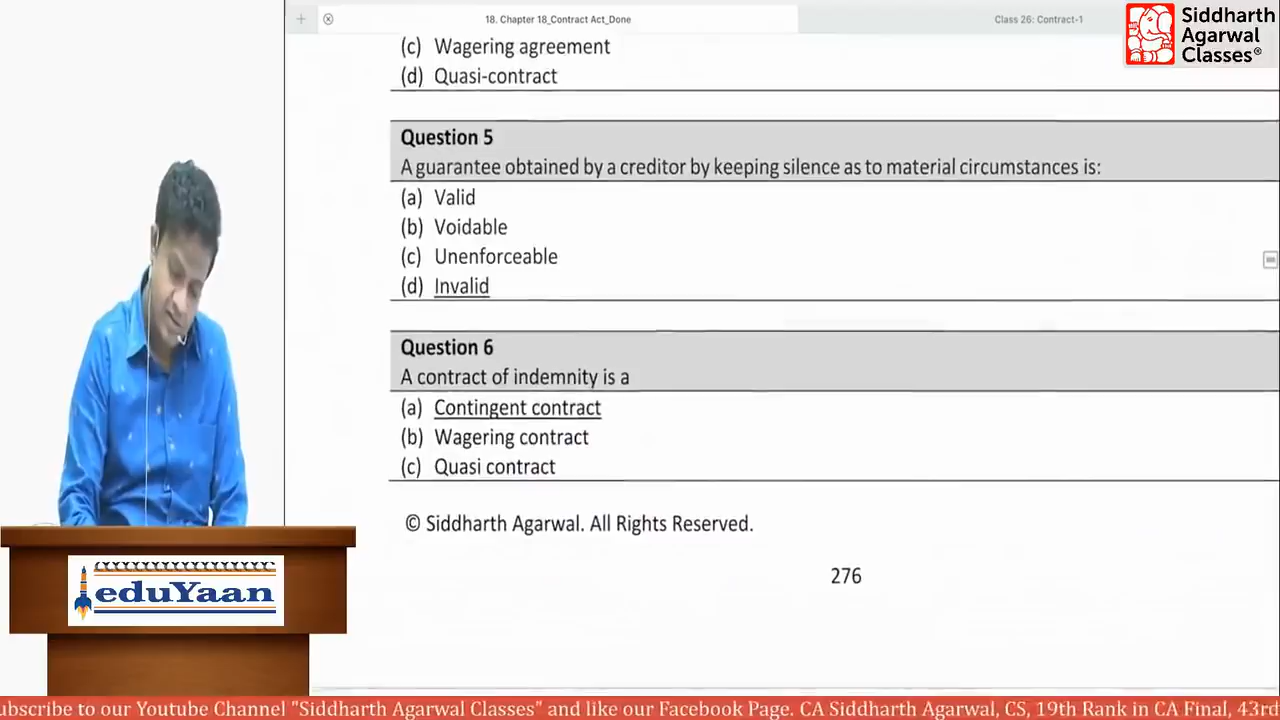 18. Chapter 18_Contract Act_Done
Class 26: Contract-1
Siddharth
Agarwal
Classes®
(c) Wagering agreement
(d) Quasi-contract
Question 5
A guarantee obtained by a creditor by keeping silence as to material circumstances is:
(a) Valid
(b) Voidable
(c) Unenforceable
(d) Invalid
Question 6
A contract of indemnity is a
(a) Contingent contract
(b) Wagering contract
(c) Quasi contract
© Siddharth Agarwal. All Rights Reserved.
276
eduYaan
ubscribe to our Youtube Channel "Siddharth Agarwal Classes" and like our Facebook Page. CA Siddharth Agarwal, CS, 19th Rank in CA Final, 43rd